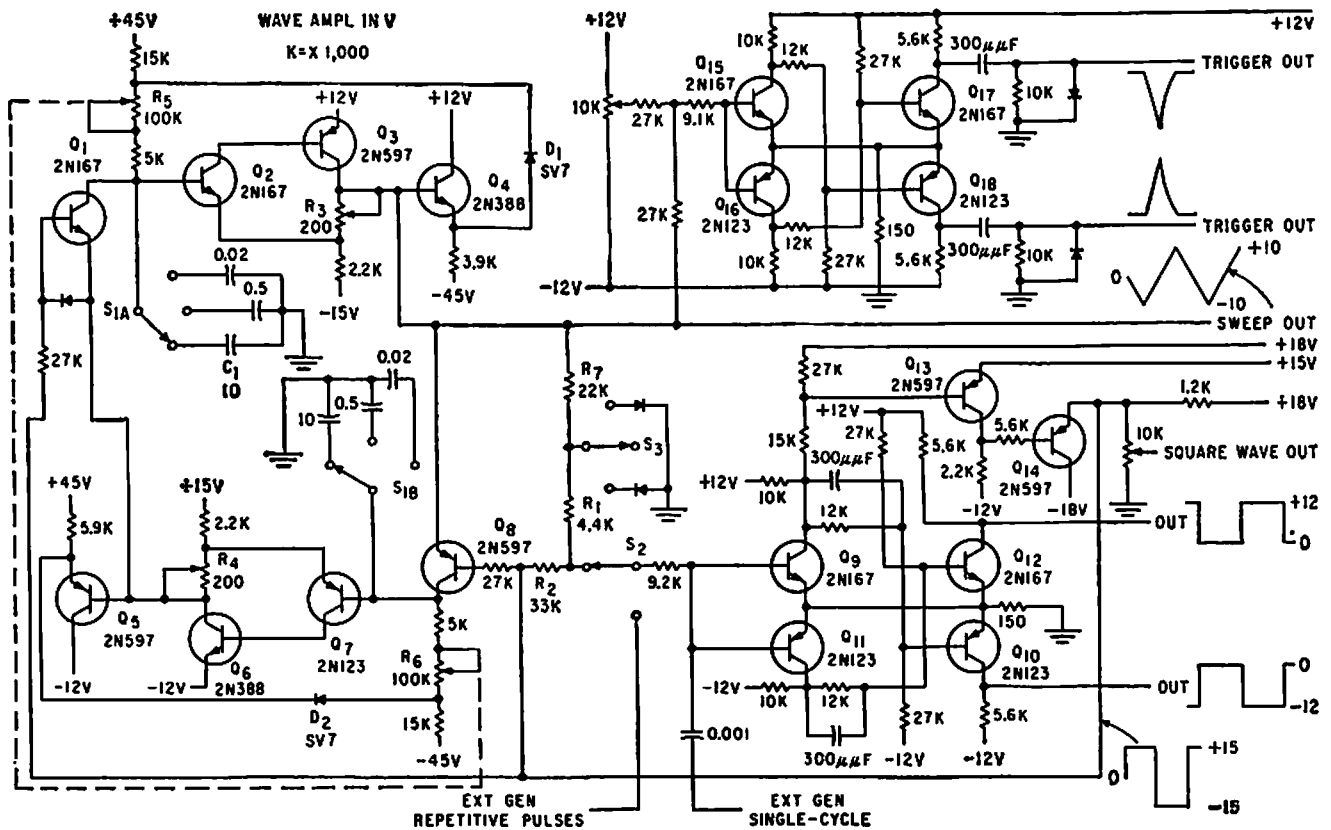 +45V
WAVE AMPL IN V
K=X 1,000
15K
R5
100K
5K
Q1
2N167
Q2
2N167
+12V
Q3
2N597
+12V
Q4
2N388
D1
SV7
R3
200
2.2K
-15V
3.9K
-45V
0.02
0.5
S1A
C1
10
27K
+12V
10K
27K
9.1K
27K
10K
12K
Q15
2N167
Q16
2N123
12K
10K
-12V
27K
5.6K
300μμF
+12V
TRIGGER OUT
10K
Q17
2N167
Q18
2N123
150
27K
300μμF
5.6K
10K
TRIGGER OUT
+10
0
-10
SWEEP OUT
0.02
0.5
10
S1B
R7
22K
S3
R1
4.4K
S2
9.2K
+45V
5.9K
+15V
2.2K
R4
200
Q5
2N597
-12V
Q6
2N388
-12V
Q7
2N123
Q8
2N597
27K
R2
33K
5K
R6
100K
D2
SV7
15K
-45V
27K
+18V
+15V
Q13
2N597
15K
+12V
27K
5.6K
300μμF
+12V
10K
12K
Q9
2N167
Q11
2N123
-12V
10K
12K
300μμF
0.001
27K
-12V
5.6K
-12V
Q12
2N167
150
Q10
2N123
2.2K
-12V
5.6K
Q14
2N597
-18V
1.2K
+18V
10K
SQUARE WAVE OUT
OUT
+12
0
OUT
0
-12
+15
0
-15
EXT GEN
REPETITIVE PULSES
EXT GEN
SINGLE-CYCLE